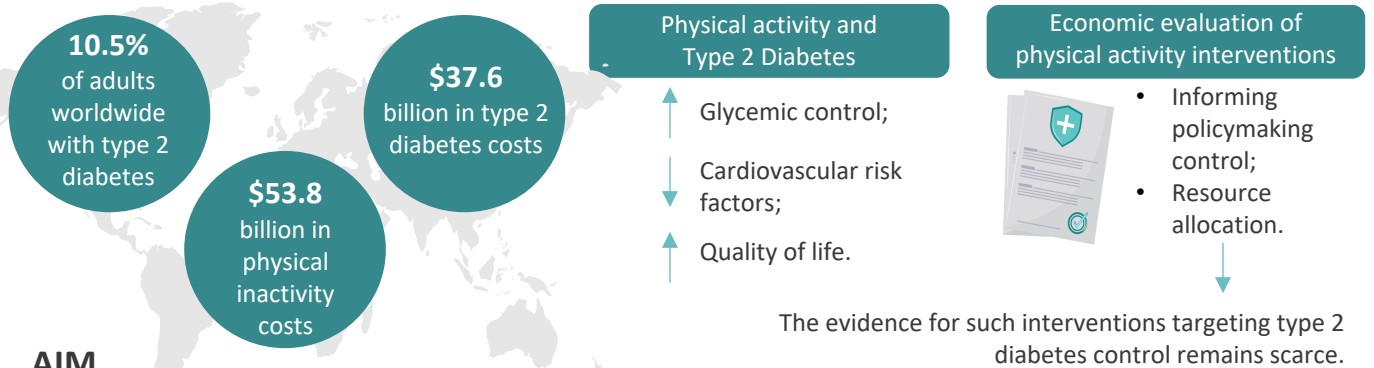 10.5%
of adults
worldwide
with type 2
diabetes
$53.8
billion in
physical
inactivity
costs
$37.6
billion in type 2
diabetes costs
Physical activity and
Type 2 Diabetes
Glycemic control;
Cardiovascular risk
factors;
Quality of life.
Economic evaluation of
physical activity interventions
• Informing
policymaking
control;
• Resource
allocation.
The evidence for such interventions targeting type 2
diabetes control remains scarce.
AIM